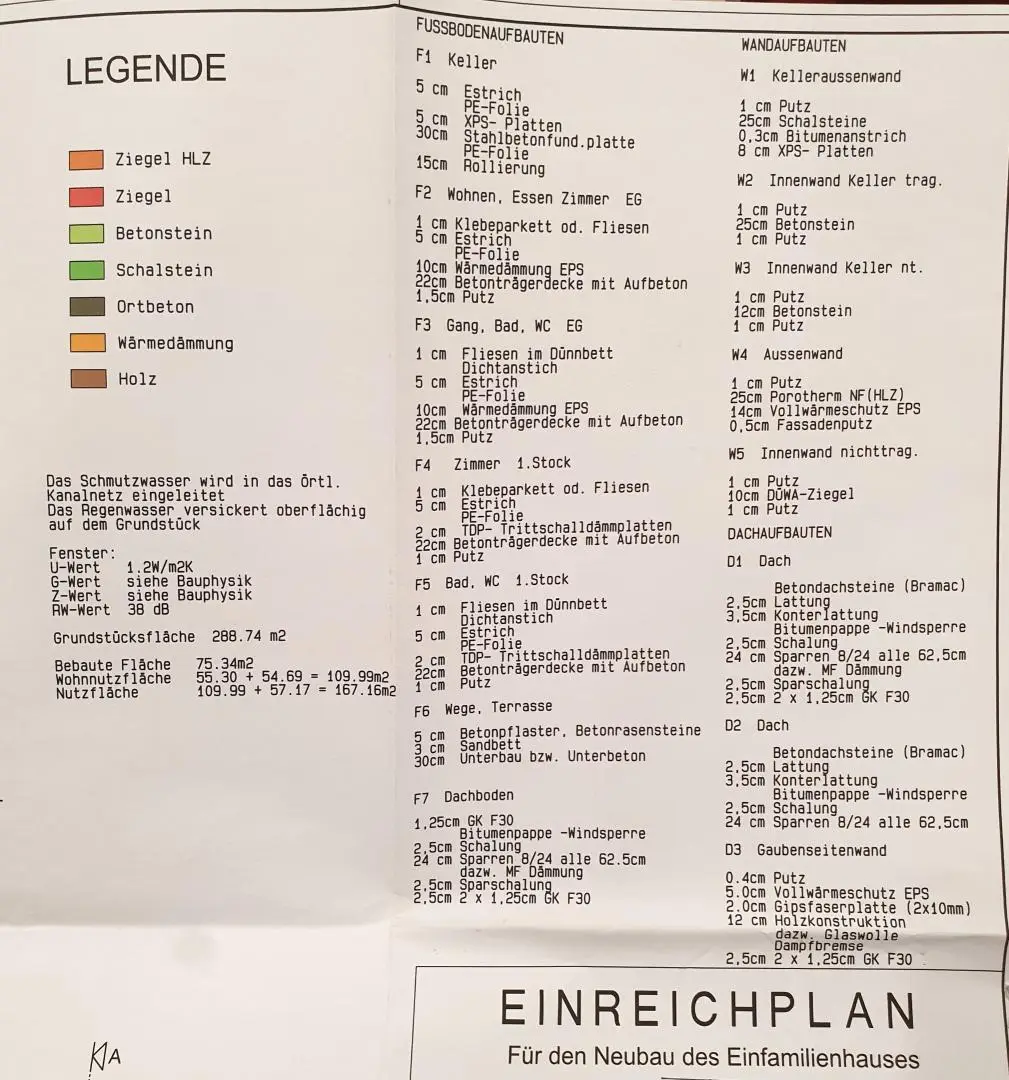 LEGENDE
Ziegel HLZ
Ziegel
Betonstein
Schalstein
Ortbeton
Wärmedämmung
Holz
Das Schmutzwasser wird in das örtl.
Kanalnetz eingeleitet
Das Regenwasser versickert oberflächig
auf dem Grundstück
Fenster:
U-Wert 1.2W/m2K
G-Wert siehe Bauphysik
Z-Wert siehe Bauphysik
RW-Wert 38 dB
Grundstücksfläche 288.74 m2
Bebaute Fläche 75.34m2
Wohnnutzfläche 55.30 + 54.69 = 109.99m2
Nutzfläche 109.99 + 57.17 = 167.16m2
A
FUSSBODENAUFBAUTEN
F1 Keller
5 cm Estrich
PE-Folie
5 cm XPS- Platten
30cm Stahlbetonfund.platte
PE-Folie
15cm Rollierung
F2 Wohnen, Essen Zimmer EG
1 cm Klebeparkett od. Fliesen
5 cm Estrich
PE-Folie
10cm Wärmedämmung EPS
22cm Betonträgerdecke mit Aufbeton
1,5cm Putz
F3 Gang, Bad, WC EG
1 cm Fliesen im Dünnbett
Dichtanstich
5 cm Estrich
PE-Folie
10cm Wärmedämmung EPS
22cm Betonträgerdecke mit Aufbeton
1,5cm Putz
F4 Zimmer 1.Stock
1 cm Klebeparkett od. Fliesen
5 cm Estrich
PE-Folie
2 cm TDP- Trittschalldämmplatten
22cm Betonträgerdecke mit Aufbeton
1 cm Putz
F5 Bad, WC 1.Stock
1 cm Fliesen im Dünnbett
Dichtanstich
5 cm Estrich
PE-Folie
2 cm TDP- Trittschalldämmplatten
22cm Betonträgerdecke mit Aufbeton
1 cm Putz
F6 Wege, Terrasse
5 cm Betonpflaster, Betonrasensteine
3 cm Sandbett
30cm Unterbau bzw. Unterbeton
F7 Dachboden
1,25cm GK F30
Bitumenpappe -Windsperre
2,5cm Schalung
24 cm Sparren 8/24 alle 62.5cm
dazw. MF Dämmung
2,5cm Sparschalung
2,5cm 2 x 1,25cm GK F30
WANDAUFBAUTEN
W1 Kelleraussenwand
1 cm Putz
25cm Schalsteine
0,3cm Bitumenanstrich
8 cm XPS- Platten
W2 Innenwand Keller trag.
1 cm Putz
25cm Betonstein
1 cm Putz
W3 Innenwand Keller nt.
1 cm Putz
12cm Betonstein
1 cm Putz
W4 Aussenwand
1 cm Putz
25cm Porotherm NF(HLZ)
14cm Vollwärmeschutz EPS
0,5cm Fassadenputz
W5 Innenwand nichttrag.
1 cm Putz
10cm DÜWA-Ziegel
1 cm Putz
DACHAUFBAUTEN
D1 Dach
Betondachsteine (Bramac)
2,5cm Lattung
3,5cm Konterlattung
Bitumenpappe -Windsperre
2,5cm Schalung
24 cm Sparren 8/24 alle 62,5cm
dazw. MF Dämmung
2,5cm Sparschalung
2,5cm 2 x 1,25cm GK F30
D2 Dach
Betondachsteine (Bramac)
2,5cm Lattung
3,5cm Konterlattung
Bitumenpappe -Windsperre
2,5cm Schalung
24 cm Sparren 8/24 alle 62,5cm
D3 Gaubenseitenwand
0.4cm Putz
5.0cm Vollwärmeschutz EPS
2.0cm Gipsfaserplatte (2x10mm)
12 cm Holzkonstruktion
dazw. Glaswolle
Dampfbremse
2,5cm 2 x 1,25cm GK F30
EINREICHPLAN
Für den Neubau des Einfamilienhauses